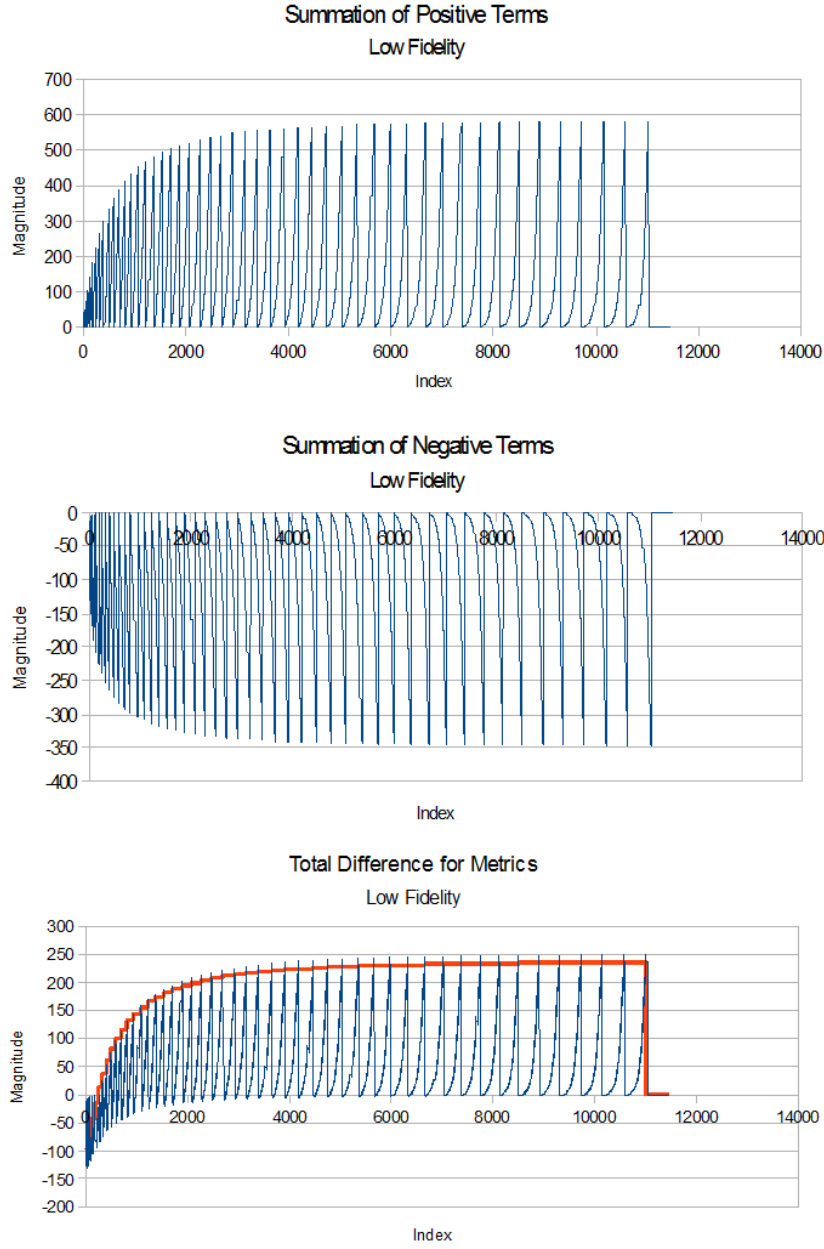 Summation of Positive Terms
Low Fidelity
700
600
500
400
300
200
100
0
Magnitude
0 2000 4000 6000 8000 10000 12000 14000
Index
Summation of Negative Terms
Low Fidelity
0
-50
-100
-150
-200
-250
-300
-350
-400
Magnitude
0 2000 4000 6000 8000 10000 12000 14000
Index
Total Difference for Metrics
Low Fidelity
300
250
200
150
100
50
0
-50
-100
-150
-200
Magnitude
0 2000 4000 6000 8000 10000 12000 14000
Index